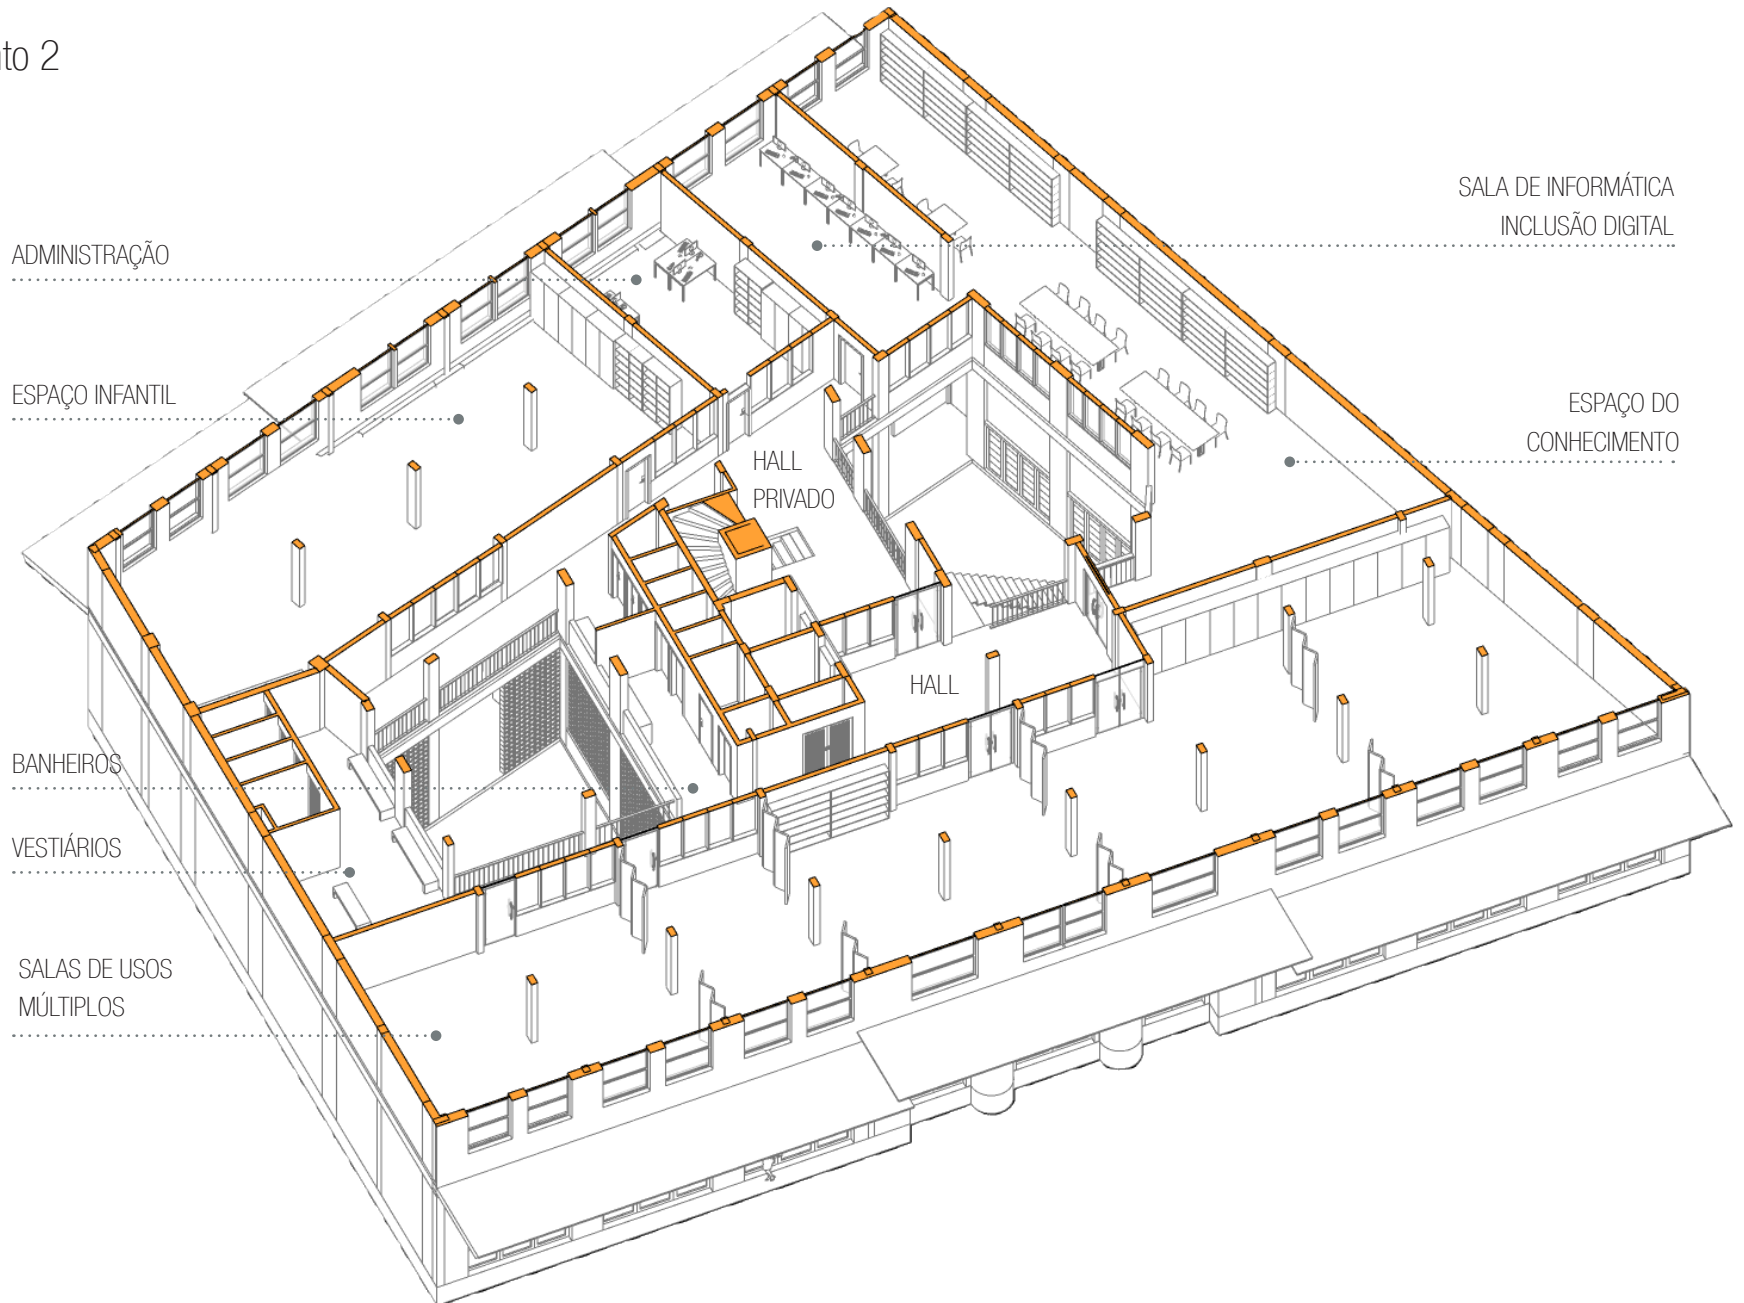 nto 2
ADMINISTRAÇÃO
ESPAÇO INFANTIL
BANHEIROS
VESTIÁRIOS
SALAS DE USOS
MÚLTIPLOS
HALL
PRIVADO
HALL
SALA DE INFORMÁTICA
INCLUSÃO DIGITAL
ESPAÇO DO
CONHECIMENTO